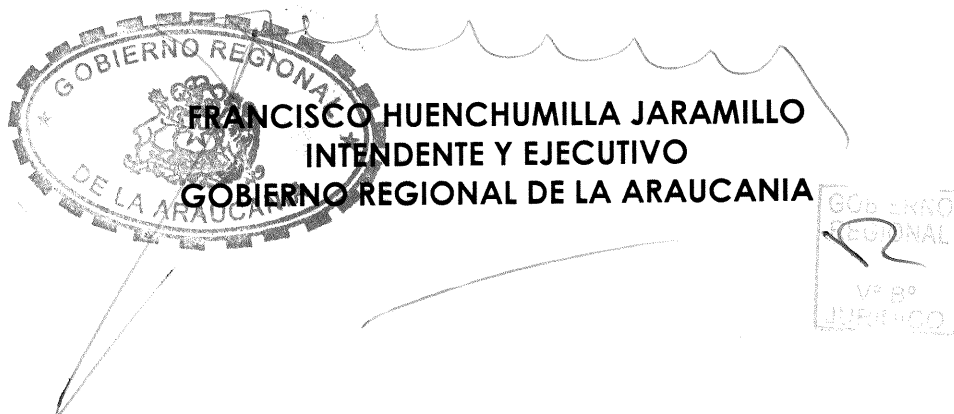 GOBIERNO REGIONAL
DE LA ARAUCANIA
FRANCISCO HUENCHUMILLA JARAMILLO
INTENDENTE Y EJECUTIVO
GOBIERNO REGIONAL DE LA ARAUCANIA
GOBIERNO
REGIONAL
Vº Bº
JURIDICO